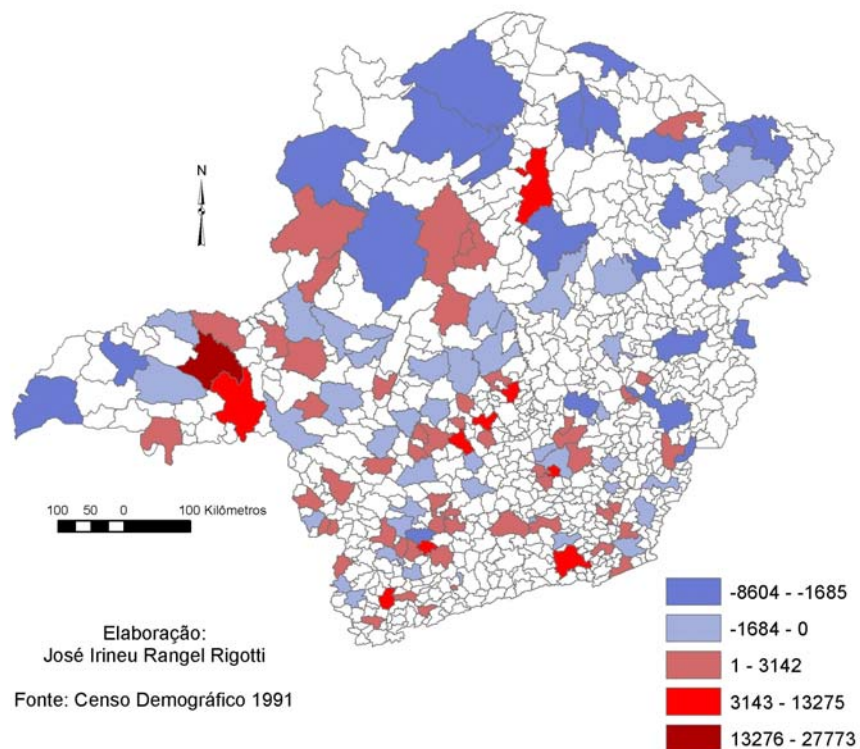 N
100 50 0 100 Kilômetros
Elaboração:
José Irineu Rangel Rigotti
Fonte: Censo Demográfico 1991
-8604 - -1685
-1684 - 0
1 - 3142
3143 - 13275
13276 - 27773